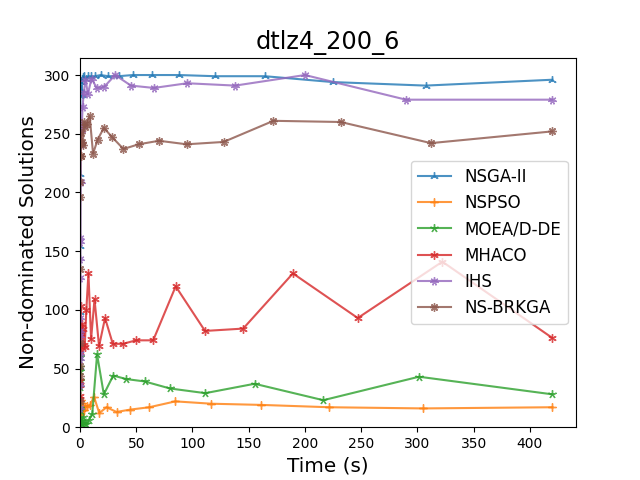 dtlz4_200_6
Non-dominated Solutions
300
250
200
150
100
50
0
NSGA-II
NSPSO
MOEA/D-DE
MHACO
IHS
NS-BRKGA
0 50 100 150 200 250 300 350 400
Time (s)